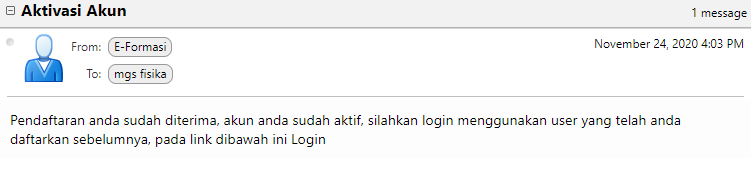 Aktivasi Akun
1 message
From: E-Formasi
November 24, 2020 4:03 PM
To: mgs fisika
Pendaftaran anda sudah diterima, akun anda sudah aktif, silahkan login menggunakan user yang telah anda
daftarkan sebelumnya, pada link dibawah ini Login